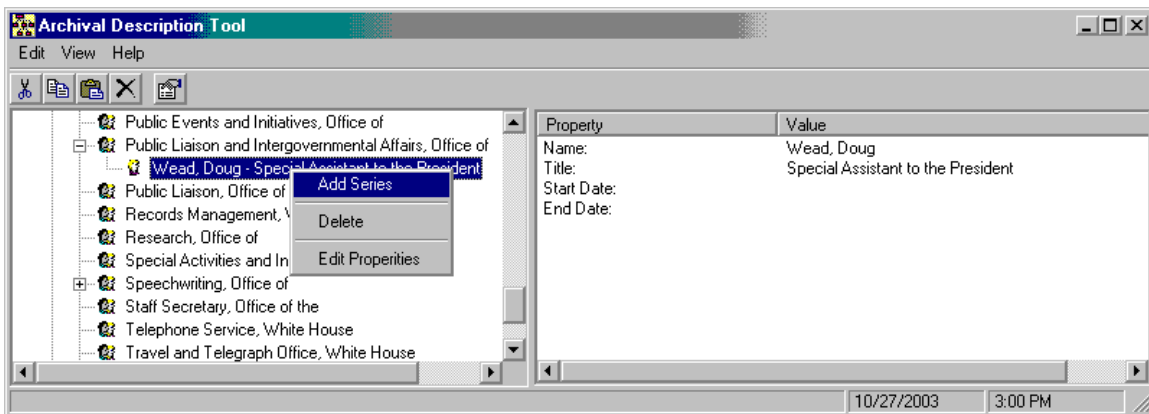 Archival Description Tool
Edit View Help
Public Events and Initiatives, Office of
Public Liaison and Intergovernmental Affairs, Office of
Wead, Doug - Special Assistant to the President
Public Liaison, Office of
Records Management,
Research, Office of
Special Activities and In
Speechwriting, Office of
Staff Secretary, Office of the
Telephone Service, White House
Travel and Telegraph Office, White House
Add Series
Delete
Edit Properities
Property Value
Name: Wead, Doug
Title: Special Assistant to the President
Start Date:
End Date:
10/27/2003 3:00 PM